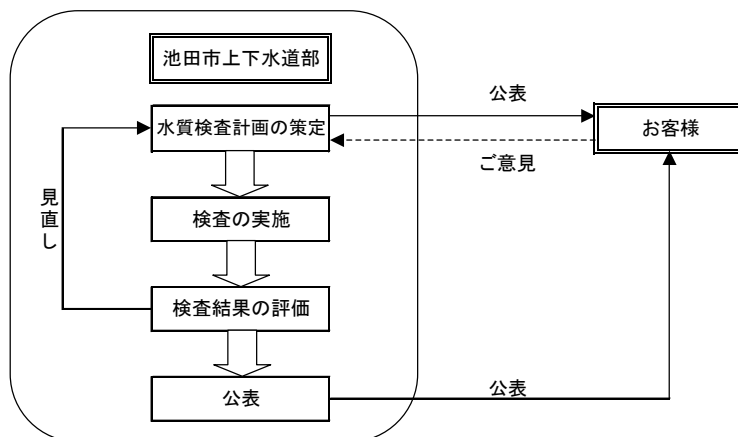 池田市上下水道部
公表
水質検査計画の策定
お客様
ご意見
見直し
検査の実施
検査結果の評価
公表
公表